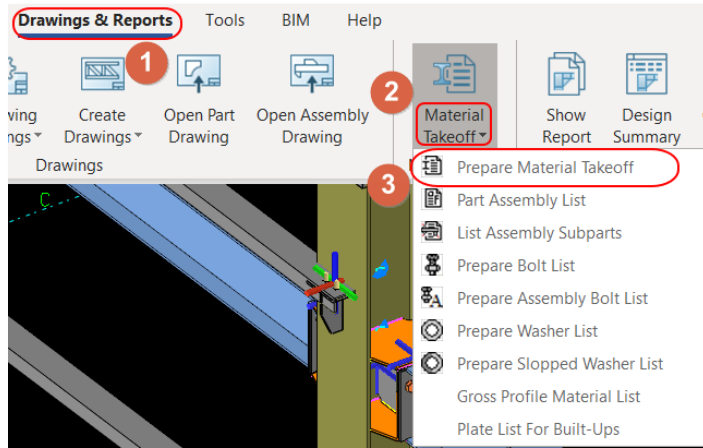 Drawings & Reports Tools BIM Help
1
2
3
Create Drawings
Open Part Drawing
Open Assembly Drawing
Material Takeoff
Show Report
Design Summary
Drawings
Prepare Material Takeoff
Part Assembly List
List Assembly Subparts
Prepare Bolt List
Prepare Assembly Bolt List
Prepare Washer List
Prepare Slopped Washer List
Gross Profile Material List
Plate List For Built-Ups
C